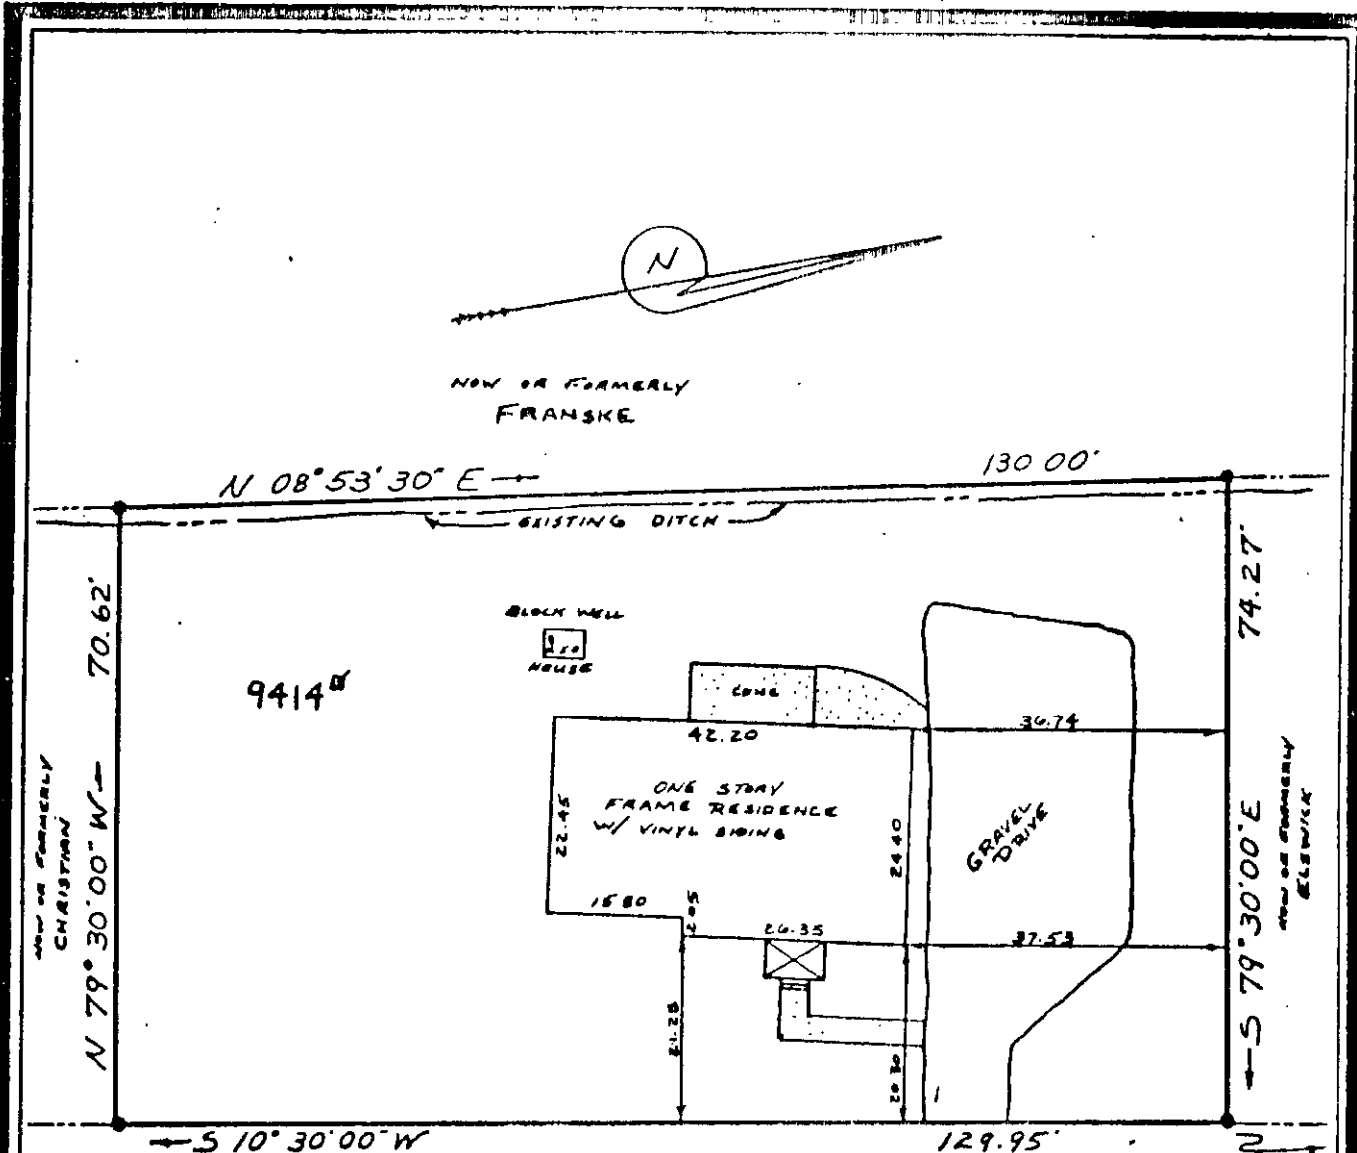 N
NOW OR FORMERLY
FRANSKE
N 08° 53' 30" E
130 00'
EXISTING DITCH
70.62'
74.27'
BLOCK WELL
HOUSE
9414
CONC
42.20
36.74
ONE STORY
FRAME RESIDENCE
W/ VINYL SIDING
22.45
24 40
GRAVEL
DRIVE
NOW OR FORMERLY
CHRISTIAN
N 79° 30' 00" W
NOW OR FORMERLY
ELSWICK
S 79° 30' 00" E
15 80
2.05
26.35
37.53
21.28
20 30
S 10° 30' 00" W
129.95'